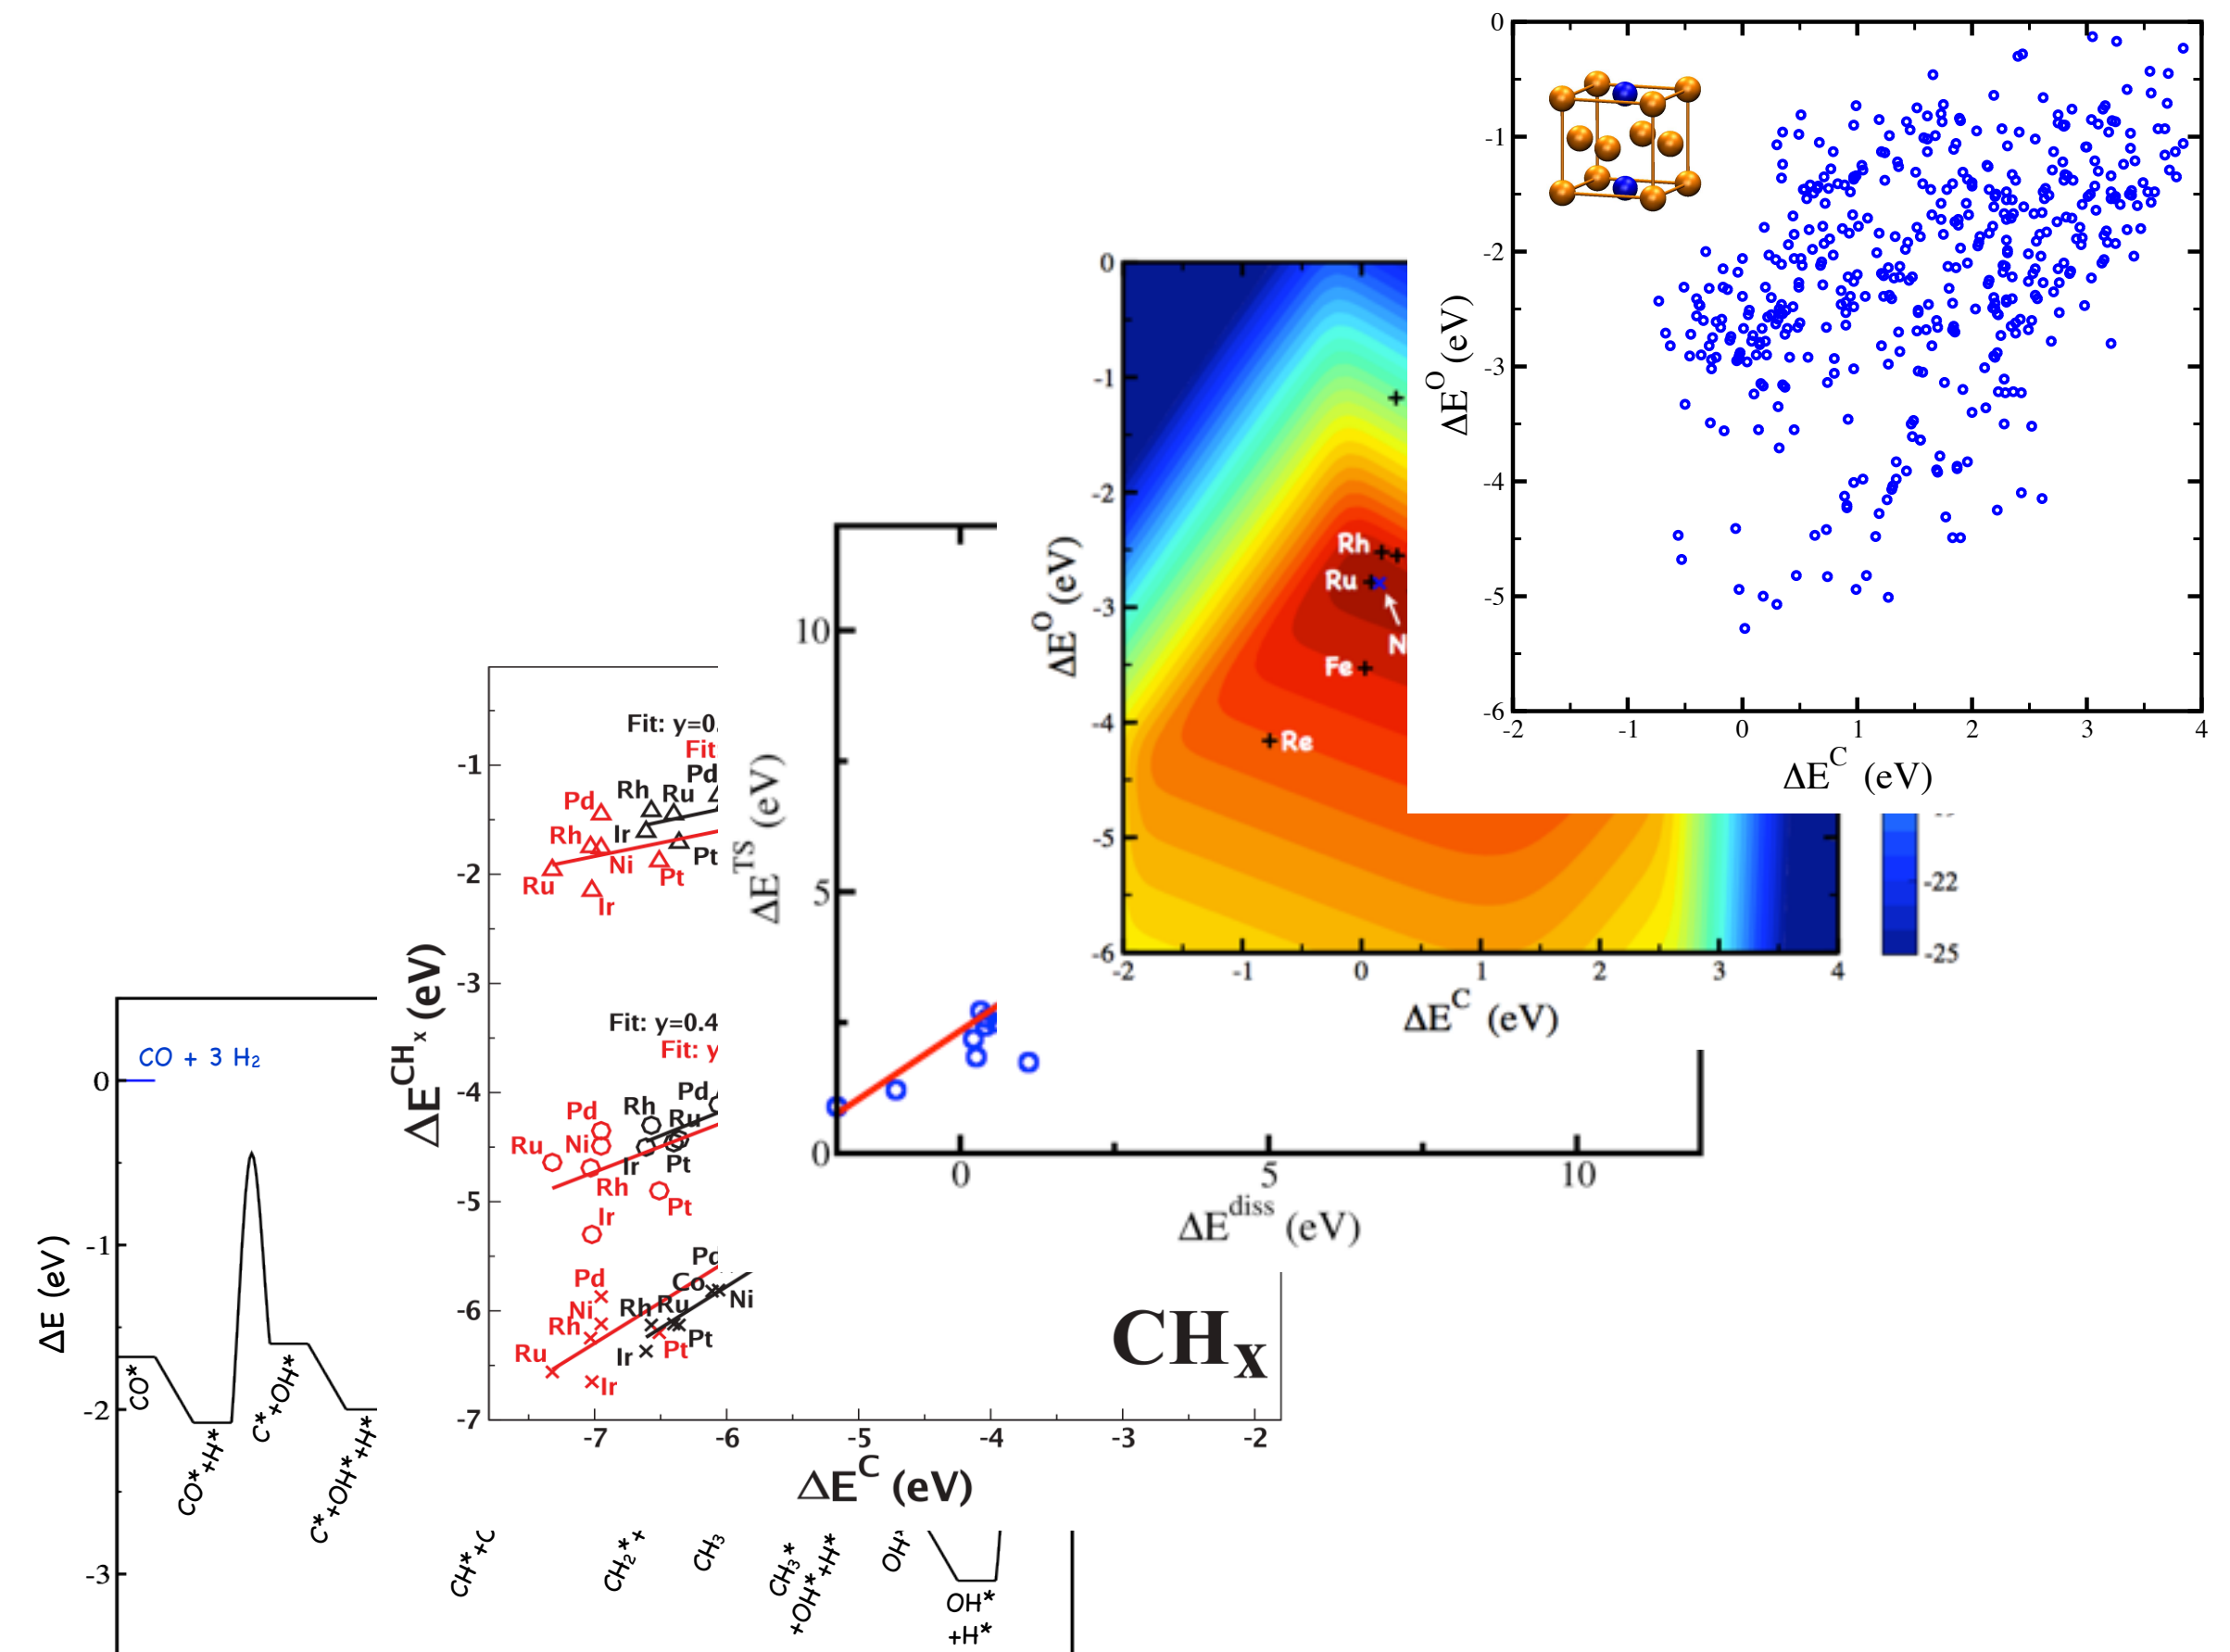 0
-1
-2
-3
-4
-5
-6
-2
-1
0
1
2
3
4
ΔE^O (eV)
ΔE^C (eV)
0
-1
-2
-3
-4
-5
-6
-2
-1
0
1
2
3
4
ΔE^O (eV)
ΔE^C (eV)
Rh
Ru
Fe
Re
-22
-25
10
5
0
0
5
10
ΔE^TS (eV)
ΔE^diss (eV)
Fit: y=0.
Fit
Pd
Rh
Ru
Pd
Rh
Ir
Ni
Pt
Ru
Pt
Ir
Fit: y=0.4
Fit: y
Pd
Rh
Pd
Ru
Ru
Ni
Ir
Pt
Rh
Pt
Ir
Pd
Pd
Co
Ni
Ni
Rh
Ru
Rh
Pt
Ru
Ir
Pt
Ir
-1
-2
-3
-4
-5
-6
-7
-7
-6
-5
-4
-3
-2
ΔE^CHx (eV)
ΔE^C (eV)
CHx
CO + 3 H₂
0
-1
-2
-3
ΔE (eV)
CO*
CO*+H*
C*+OH*
C*+OH*+H*
CH₃
CH₃*
+OH*+H*
OH*
+H*